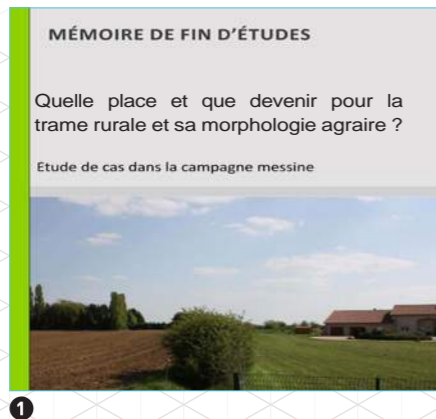 MÉMOIRE DE FIN D'ÉTUDES
Quelle place et que devenir pour la
trame rurale et sa morphologie agraire ?
Etude de cas dans la campagne messine
1